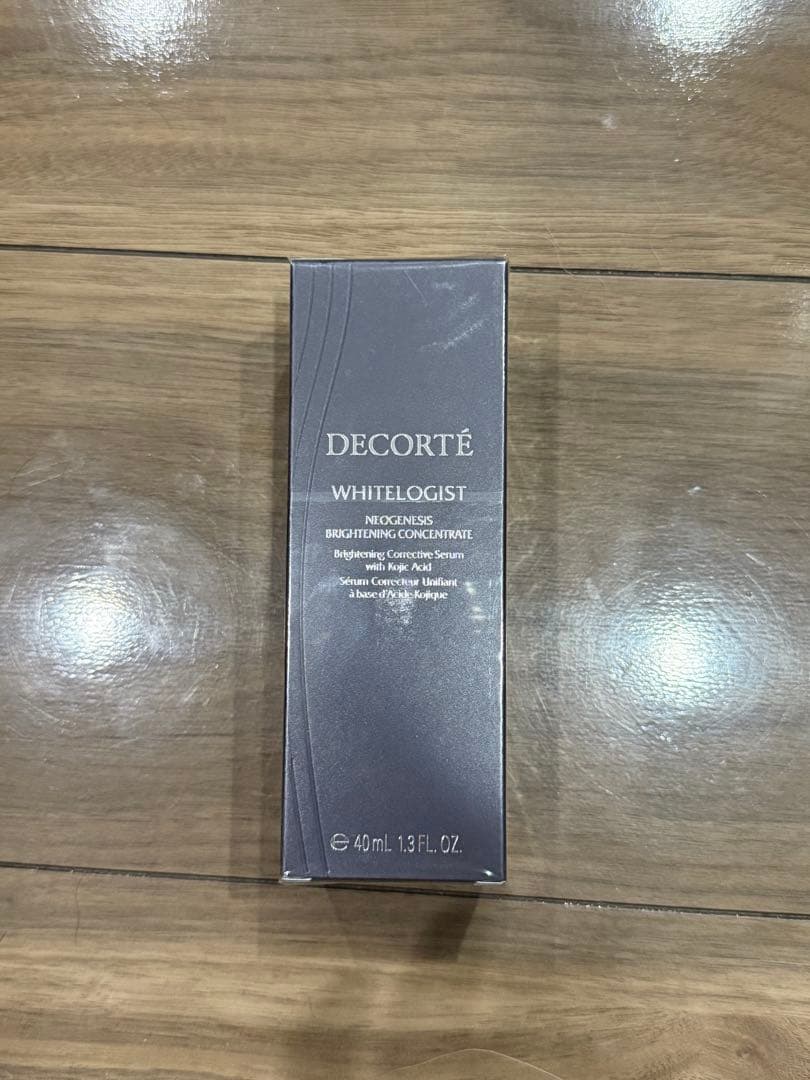 DECORTÉ
WHITELOGIST
NEOGENESIS
BRIGHTENING CONCENTRATE
Brightening Corrective Serum
with Kojic Acid
Sérum Correcteur Unifiant
à base d'Acide Kojique
℮ 40 mL 1.3 FL. OZ.